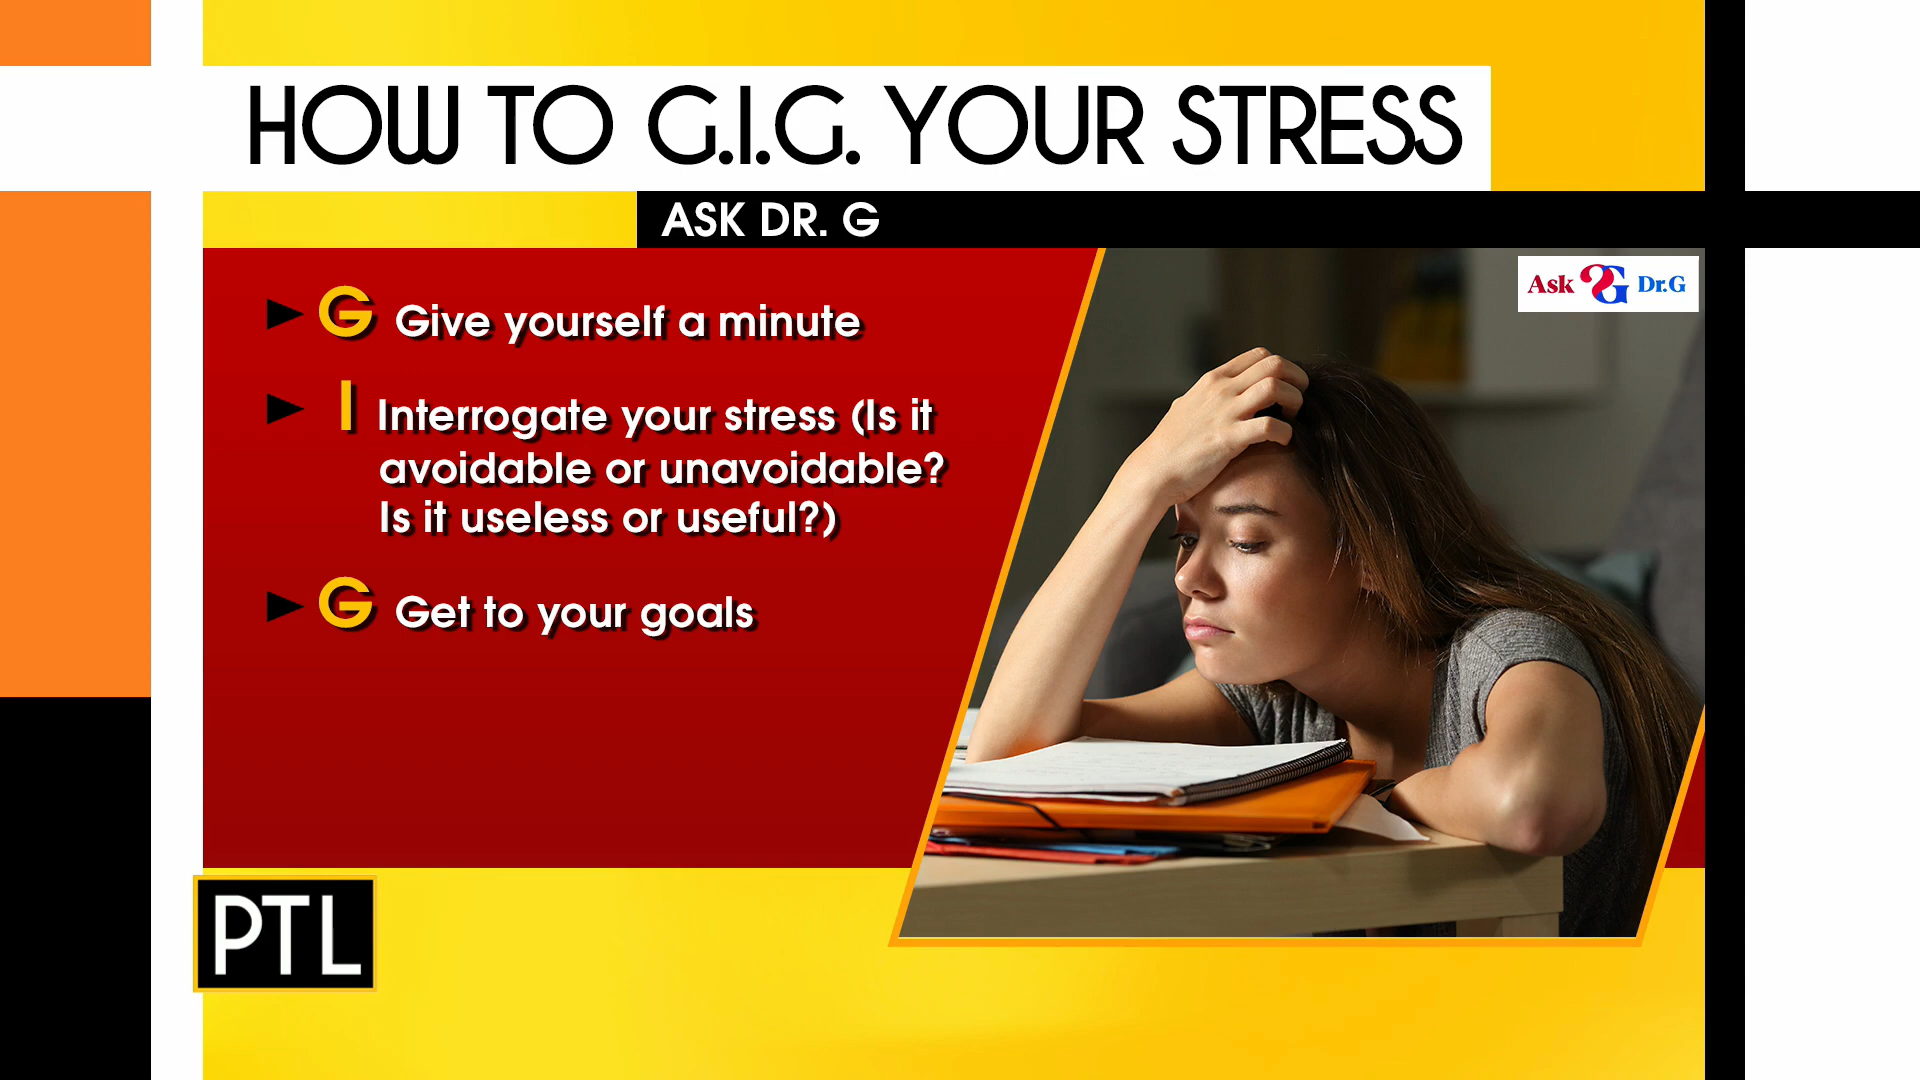 HOW TO G.I.G. YOUR STRESS
ASK DR. G
Ask G Dr.G
G Give yourself a minute
I Interrogate your stress (Is it
avoidable or unavoidable?
Is it useless or useful?)
G Get to your goals
PTL